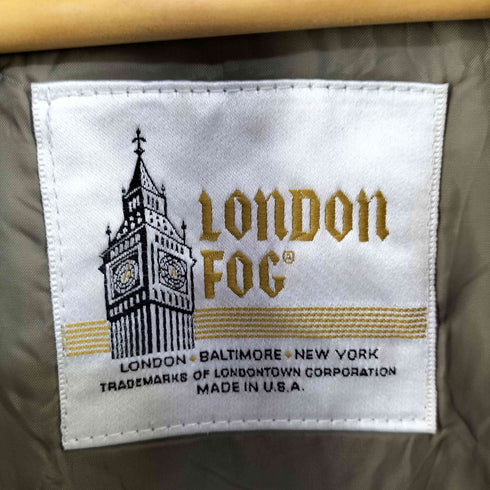 LONDON
FOG®
LONDON • BALTIMORE • NEW YORK
TRADEMARKS OF LONDONTOWN CORPORATION
MADE IN U.S.A.